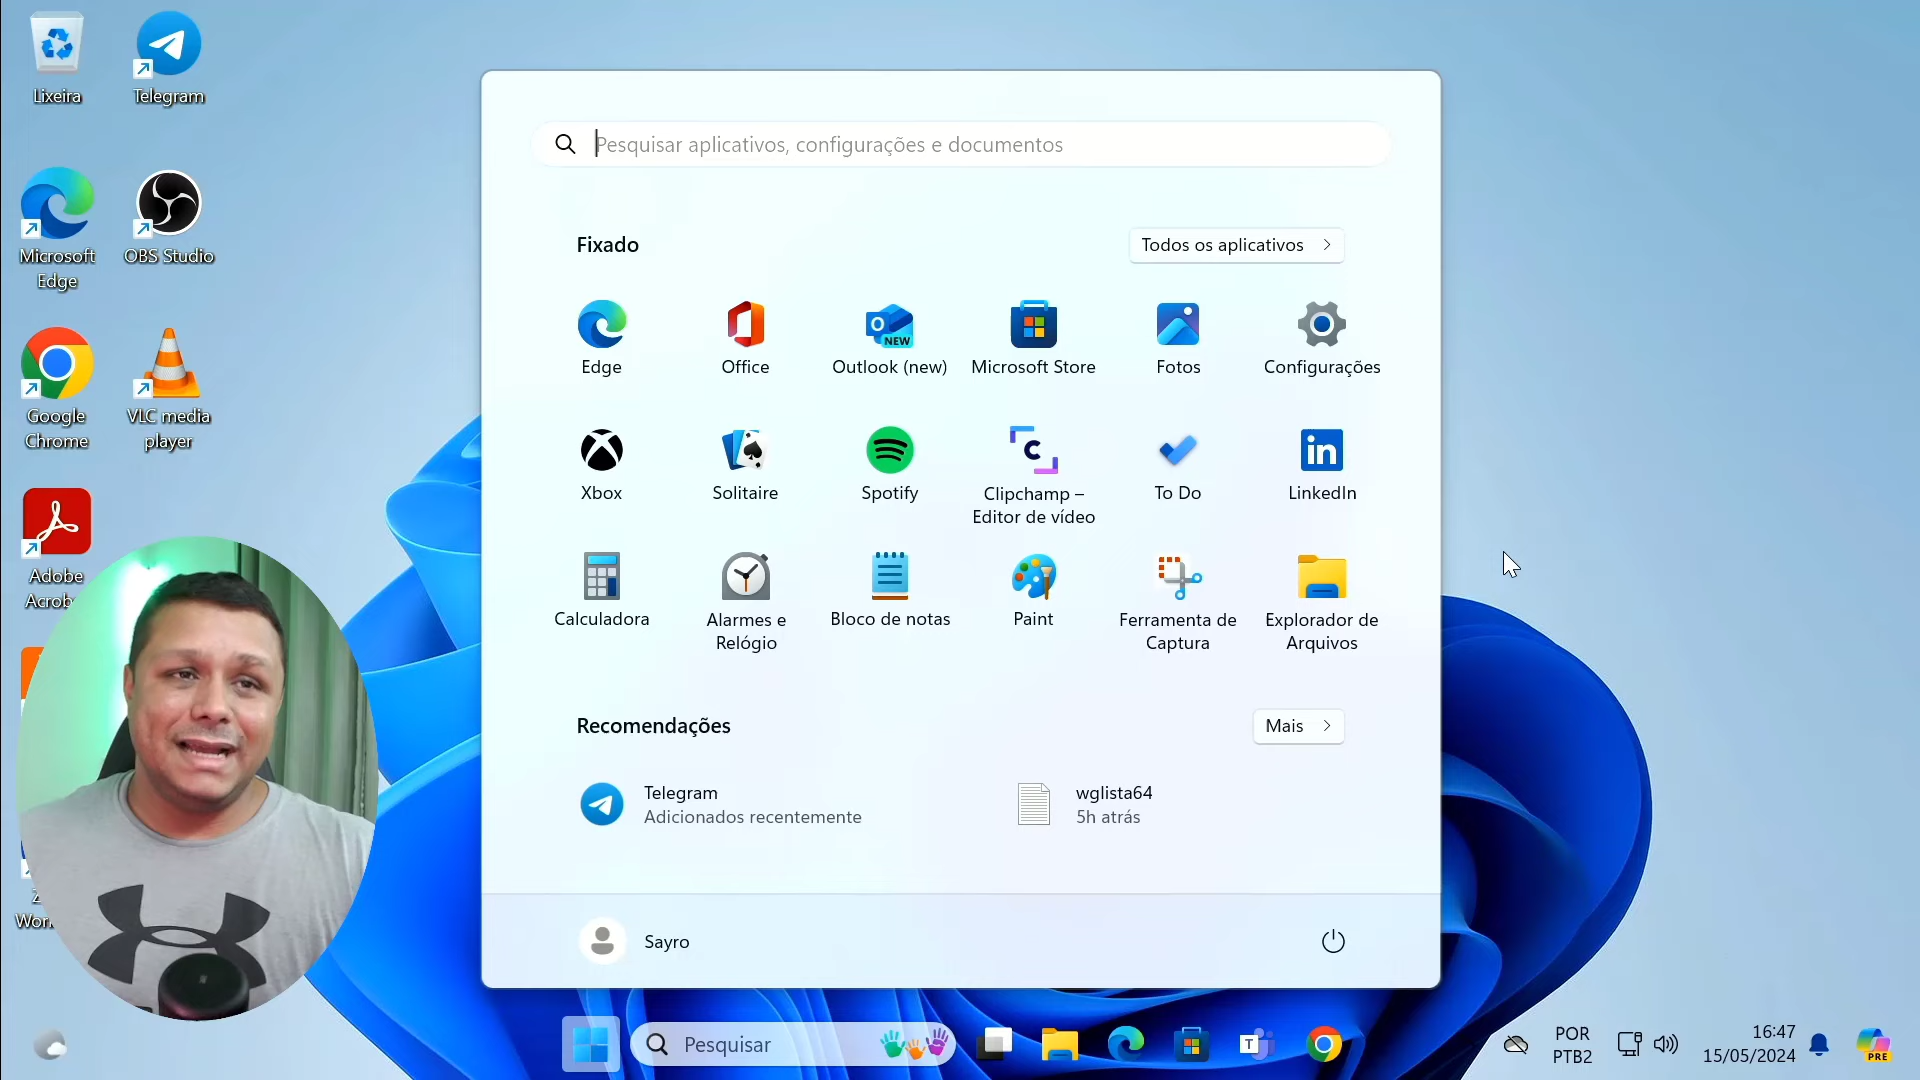 Lixeira
Telegram
Microsoft
Edge
OBS Studio
Google
Chrome
VLC media
player
Adobe
Pesquisar aplicativos, configurações e documentos
Fixado
Todos os aplicativos
Edge
Office
Outlook (new)
Microsoft Store
Fotos
Configurações
Xbox
Solitaire
Spotify
Clipchamp –
Editor de vídeo
To Do
LinkedIn
Calculadora
Alarmes e
Relógio
Bloco de notas
Paint
Ferramenta de
Captura
Explorador de
Arquivos
Recomendações
Mais
Telegram
Adicionados recentemente
wglista64
5h atrás
Sayro
Pesquisar
POR
PTB2
16:47
15/05/2024
PRE